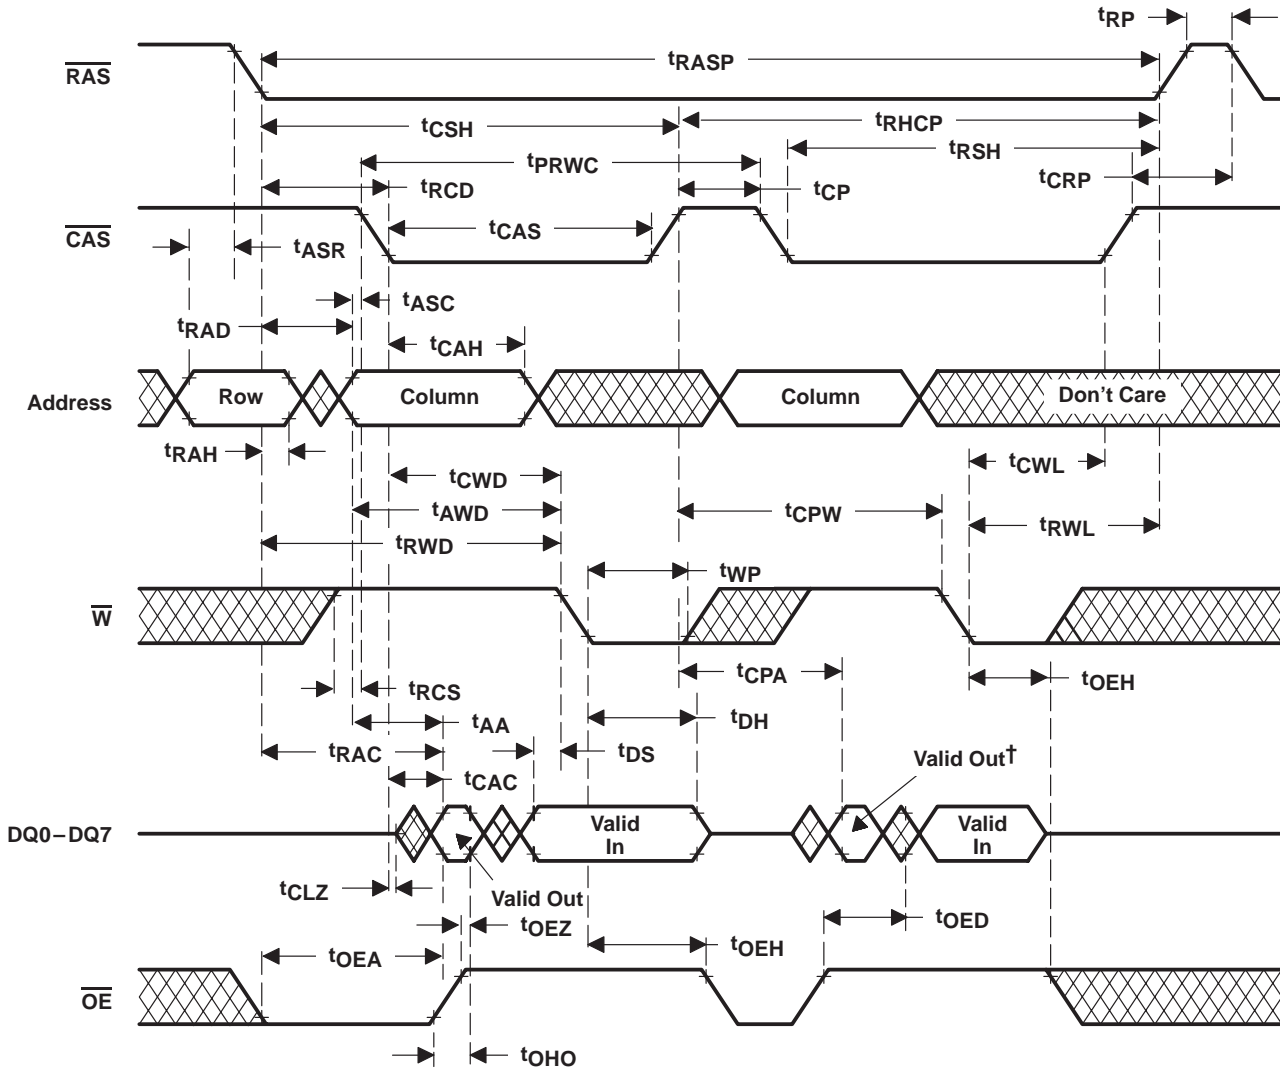 tRP
RAS
tRASP
tCSH
tRHCP
tRSH
tPRWC
tRCD
tCP
tCRP
CAS
tCAS
tASR
tASC
tRAD
tCAH
Address
Row
Column
Column
Don't Care
tRAH
tCWD
tCWL
tAWD
tCPW
tRWL
tRWD
tWP
W
tCPA
tRCS
tOEH
tAA
tDH
tRAC
tDS
Valid Out†
tCAC
DQ0–DQ7
Valid In
Valid In
tCLZ
Valid Out
tOEZ
tOED
tOEA
tOEH
OE
tOHO